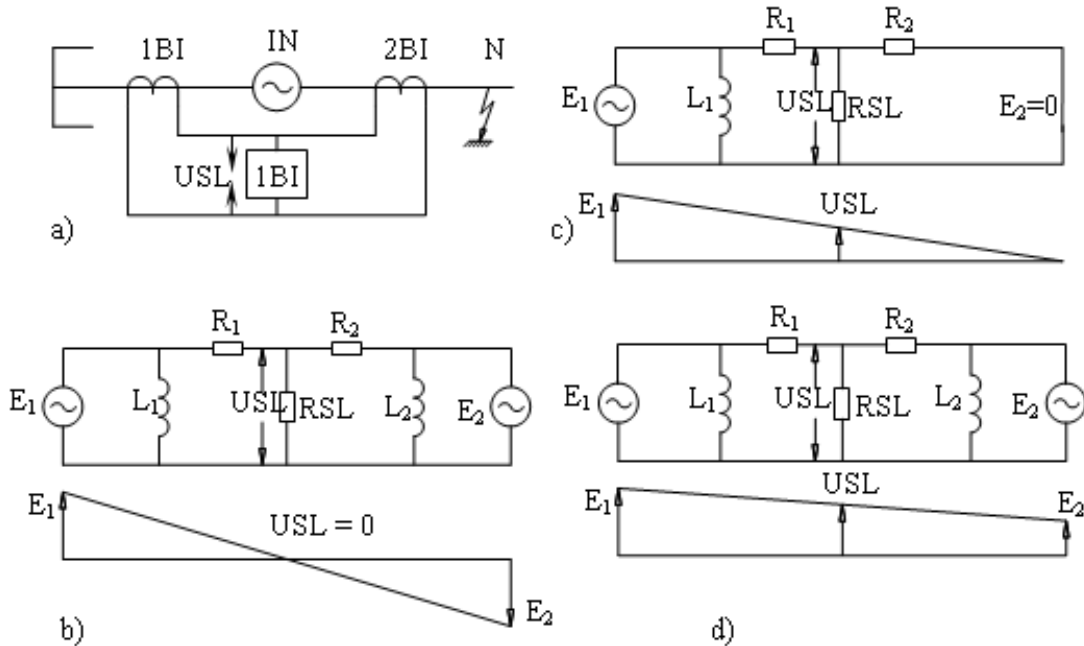 1BI IN 2BI N
USL 1BI
a)
R₁ R₂
E₁ L₁ USL RSL E₂=0
E₁ USL
c)
R₁ R₂
E₁ L₁ USL RSL L₂ E₂
E₁ USL = 0
E₂
b)
R₁ R₂
E₁ L₁ USL RSL L₂ E₂
E₁ USL E₂
d)